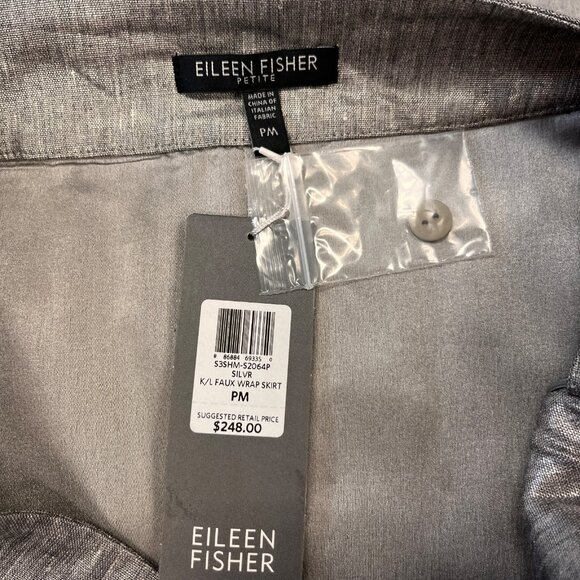 EILEEN FISHER
PETITE
MADE IN
CHINA OF
ITALIAN
FABRIC
PM
8 86884 69335 0
S3SHM-S2064P
SILVR
K/L FAUX WRAP SKIRT
PM
SUGGESTED RETAIL PRICE
$248.00
EILEEN
FISHER